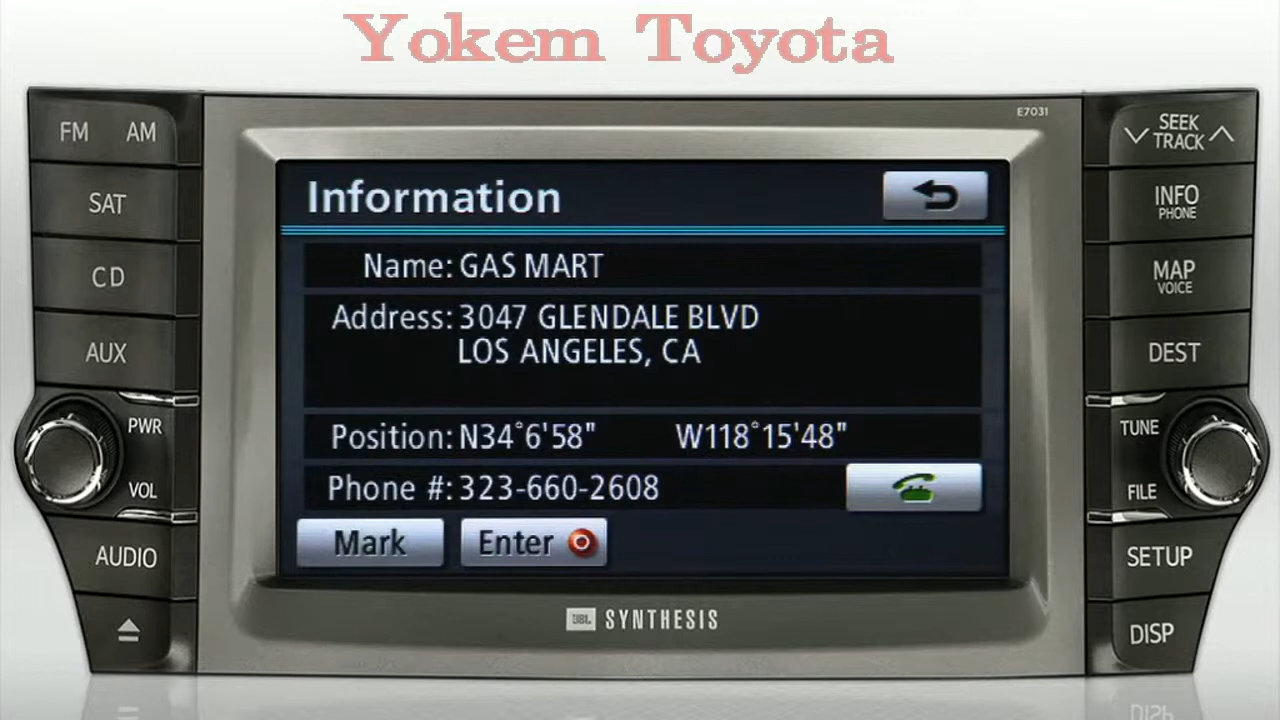 Yokem Toyota
E7031
FM AM
SAT
CD
AUX
PWR
VOL
AUDIO
Information
Name: GAS MART
Address: 3047 GLENDALE BLVD
LOS ANGELES, CA
Position: N34°6'58" W118°15'48"
Phone #: 323-660-2608
Mark Enter
JBL SYNTHESIS
SEEK
TRACK
INFO
PHONE
MAP
VOICE
DEST
TUNE
FILE
SETUP
DISP